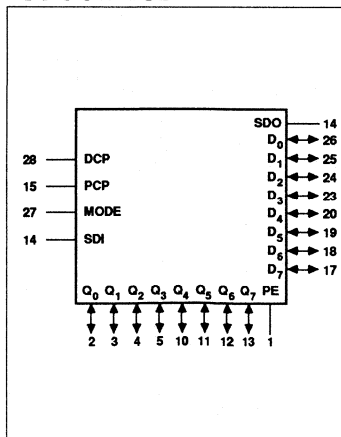 SDO 14
D0 26
28 DCP D1 25
D2 24
15 PCP D3 23
27 MODE D4 20
D5 19
14 SDI D6 18
D7 17
Q0 Q1 Q2 Q3 Q4 Q5 Q6 Q7 PE
2 3 4 5 10 11 12 13 1